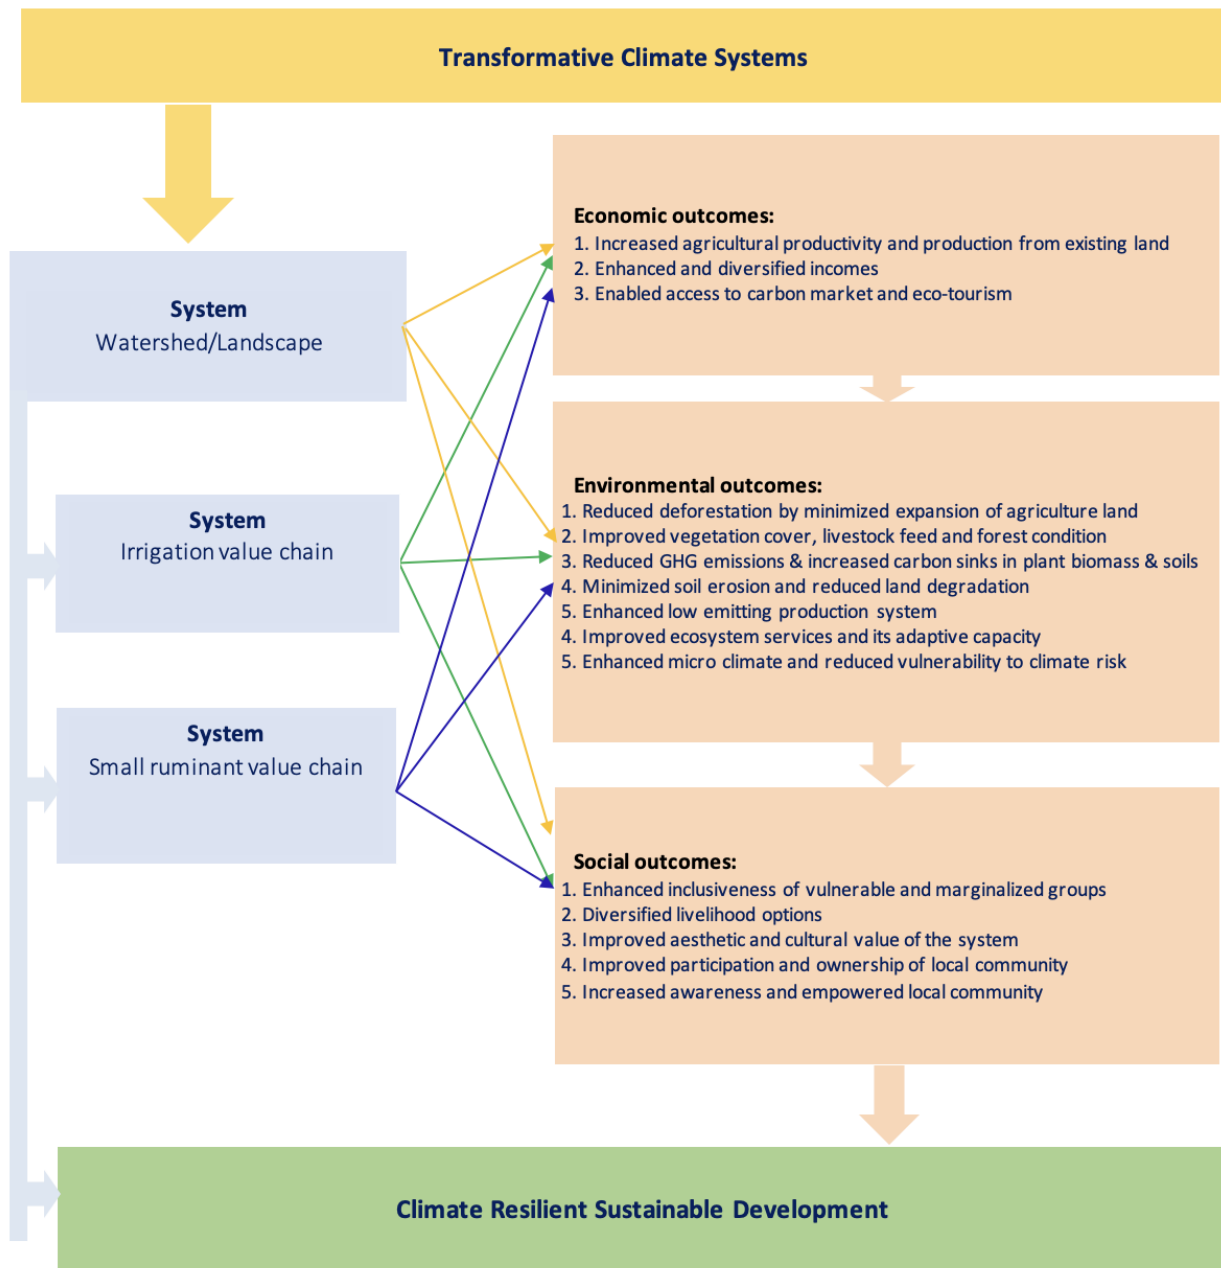 Transformative Climate Systems
System
Watershed/Landscape
System
Irrigation value chain
System
Small ruminant value chain
Economic outcomes:
1. Increased agricultural productivity and production from existing land
2. Enhanced and diversified incomes
3. Enabled access to carbon market and eco-tourism
Environmental outcomes:
1. Reduced deforestation by minimized expansion of agriculture land
2. Improved vegetation cover, livestock feed and forest condition
3. Reduced GHG emissions & increased carbon sinks in plant biomass & soils
4. Minimized soil erosion and reduced land degradation
5. Enhanced low emitting production system
4. Improved ecosystem services and its adaptive capacity
5. Enhanced micro climate and reduced vulnerability to climate risk
Social outcomes:
1. Enhanced inclusiveness of vulnerable and marginalized groups
2. Diversified livelihood options
3. Improved aesthetic and cultural value of the system
4. Improved participation and ownership of local community
5. Increased awareness and empowered local community
Climate Resilient Sustainable Development